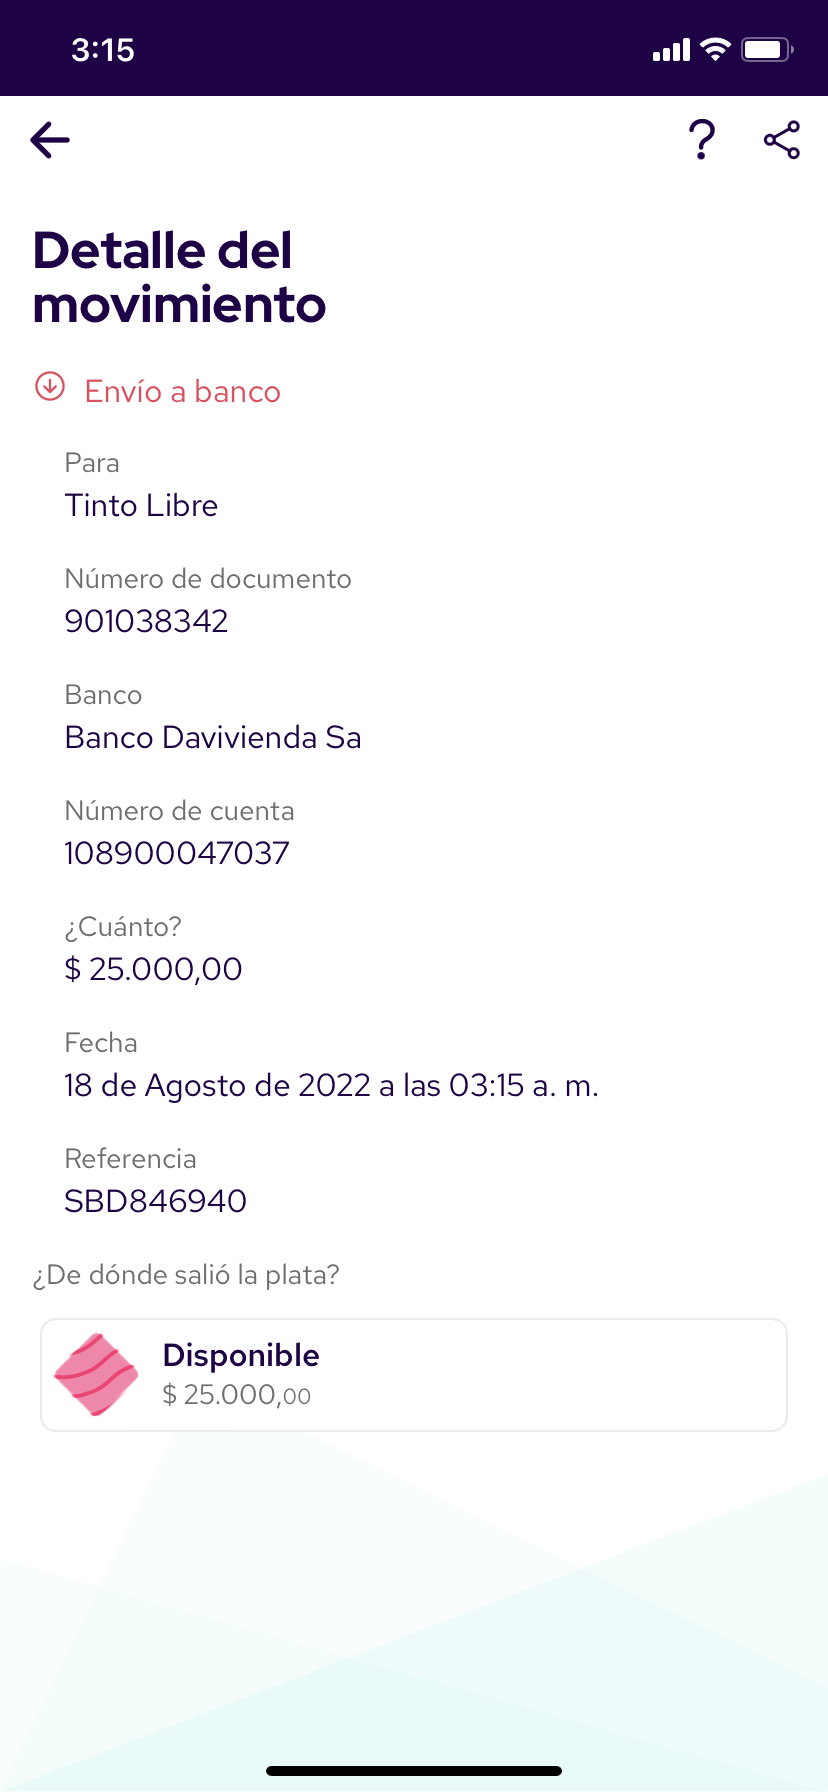 3:15
Detalle del
movimiento
Envío a banco
Para
Tinto Libre
Número de documento
901038342
Banco
Banco Davivienda Sa
Número de cuenta
108900047037
¿Cuánto?
$ 25.000,00
Fecha
18 de Agosto de 2022 a las 03:15 a. m.
Referencia
SBD846940
¿De dónde salió la plata?
Disponible
$ 25.000,00